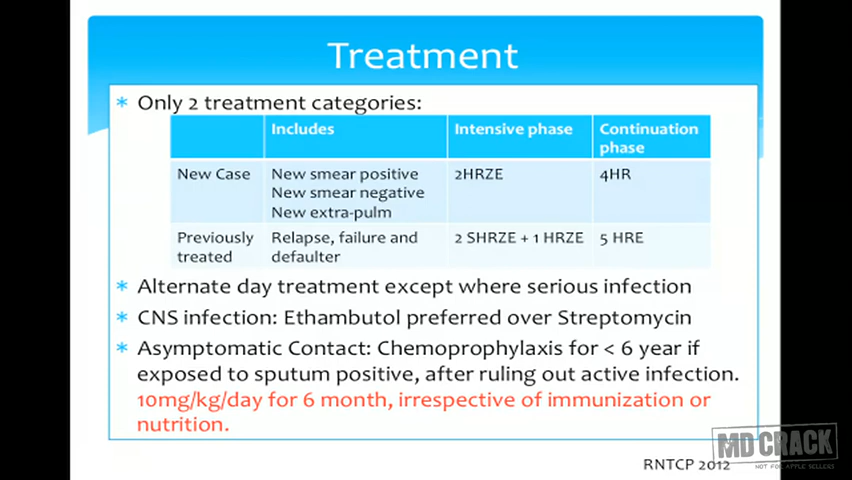 Treatment
* Only 2 treatment categories:
Includes Intensive phase Continuation phase
New Case New smear positive 2HRZE 4HR
New smear negative
New extra-pulm
Previously treated Relapse, failure and defaulter 2 SHRZE + 1 HRZE 5 HRE
* Alternate day treatment except where serious infection
* CNS infection: Ethambutol preferred over Streptomycin
* Asymptomatic Contact: Chemoprophylaxis for < 6 year if
exposed to sputum positive, after ruling out active infection.
10mg/kg/day for 6 month, irrespective of immunization or
nutrition.
MD CRACK
NOT FOR APPLE SELLERS
RNTCP 2012